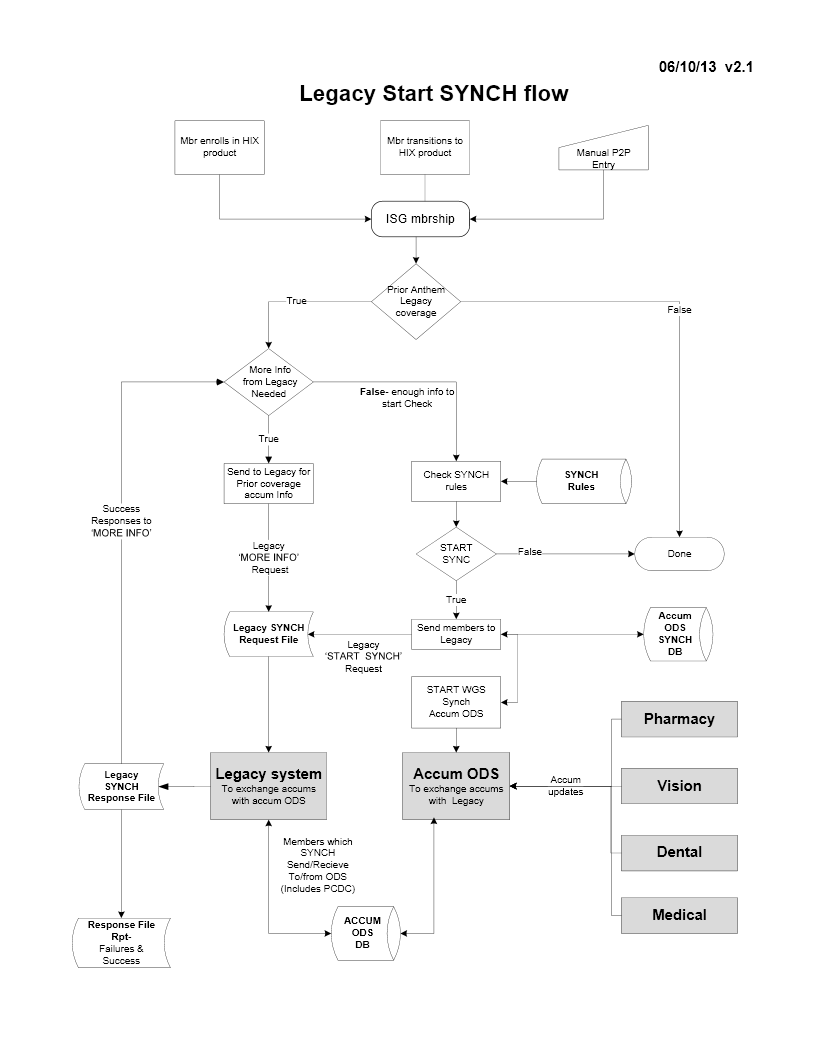 06/10/13 v2.1
Legacy Start SYNCH flow
Mbr enrolls in HIX
product
Mbr transitions to
HIX product
Manual P2P
Entry
ISG mbrship
Prior Anthem
Legacy
coverage
True
False
More Info
from Legacy
Needed
False- enough info to
start Check
True
Send to Legacy for
Prior coverage
accum Info
Check SYNCH
rules
SYNCH
Rules
Success
Responses to
‘MORE INFO’
Legacy
‘MORE INFO’
Request
START
SYNC
False
Done
True
Legacy SYNCH
Request File
Legacy
‘START SYNCH’
Request
Send members to
Legacy
Accum
ODS
SYNCH
DB
START WGS
Synch
Accum ODS
Pharmacy
Legacy
SYNCH
Response File
Legacy system
To exchange accums
with accum ODS
Accum ODS
To exchange accums
with Legacy
Accum
updates
Vision
Dental
Medical
Members which
SYNCH
Send/Recieve
To/from ODS
(Includes PCDC)
ACCUM
ODS
DB
Response File
Rpt-
Failures &
Success